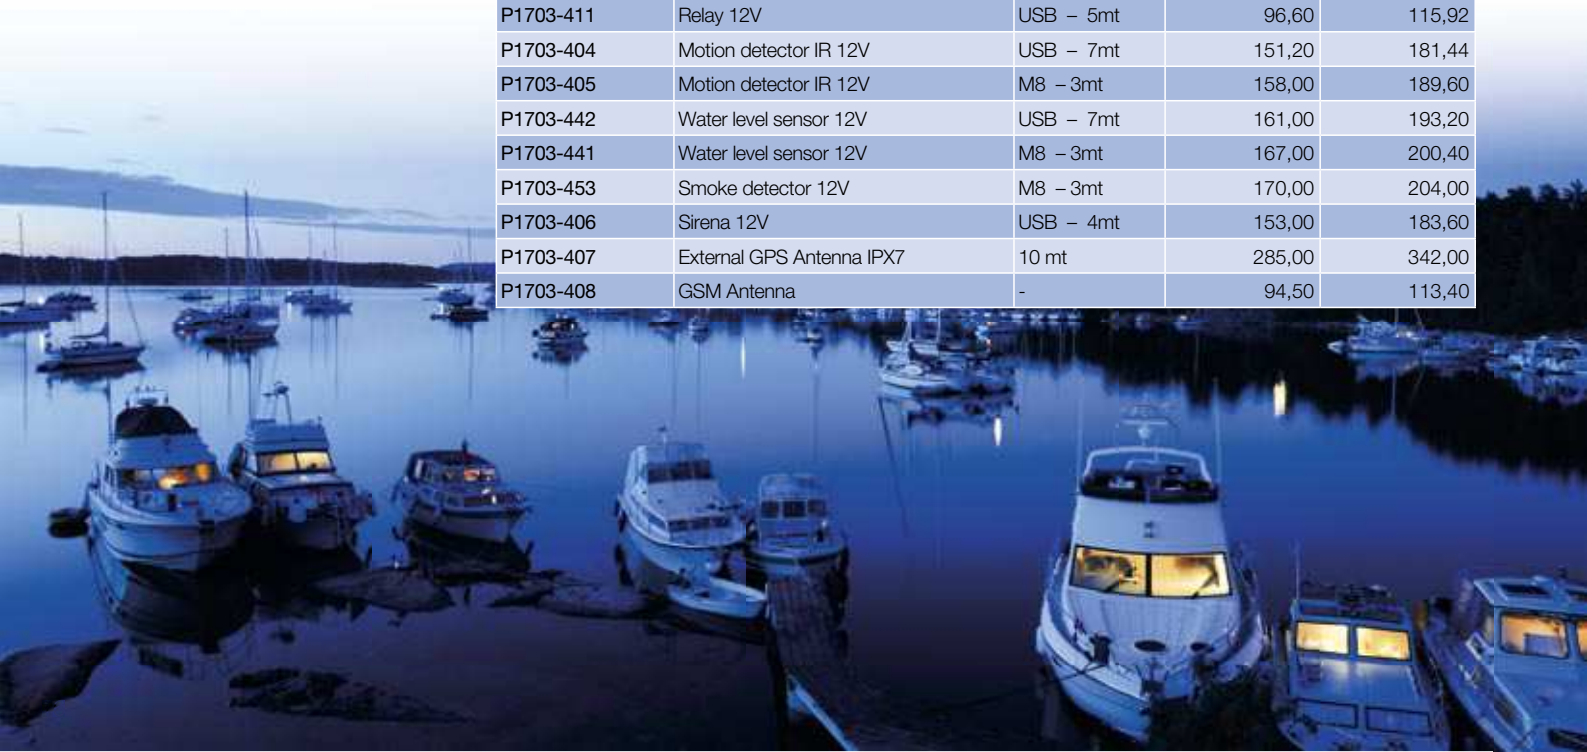 P1703-411 Relay 12V USB – 5mt 96,60 115,92
P1703-404 Motion detector IR 12V USB – 7mt 151,20 181,44
P1703-405 Motion detector IR 12V M8 – 3mt 158,00 189,60
P1703-442 Water level sensor 12V USB – 7mt 161,00 193,20
P1703-441 Water level sensor 12V M8 – 3mt 167,00 200,40
P1703-453 Smoke detector 12V M8 – 3mt 170,00 204,00
P1703-406 Sirena 12V USB – 4mt 153,00 183,60
P1703-407 External GPS Antenna IPX7 10 mt 285,00 342,00
P1703-408 GSM Antenna - 94,50 113,40